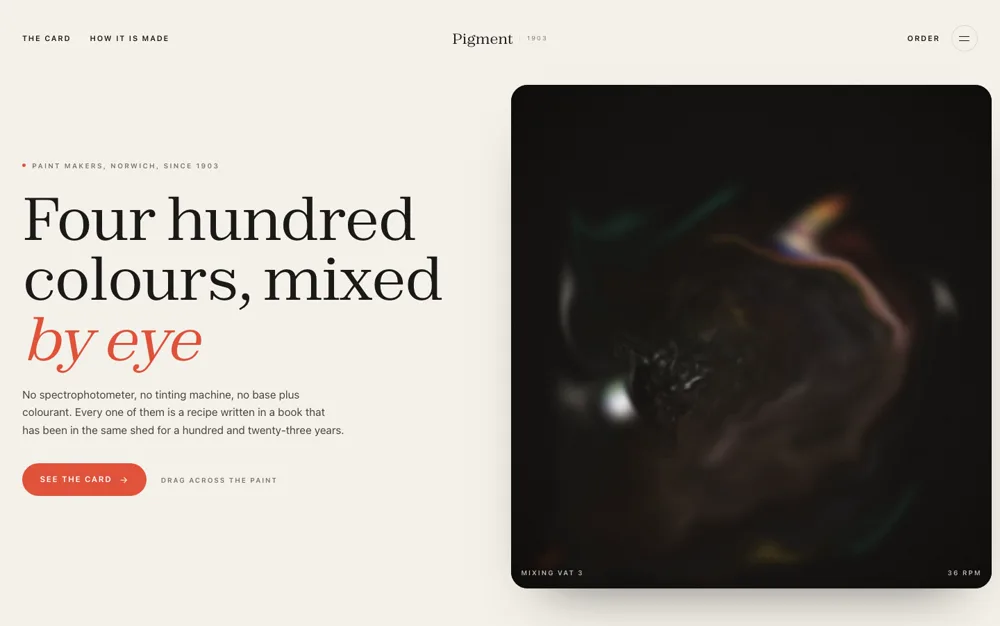 THE CARD
HOW IT IS MADE
Pigment
1903
ORDER
PAINT MAKERS, NORWICH, SINCE 1903
Four hundred
colours, mixed
by eye
No spectrophotometer, no tinting machine, no base plus
colourant. Every one of them is a recipe written in a book that
has been in the same shed for a hundred and twenty-three years.
SEE THE CARD →
DRAG ACROSS THE PAINT
MIXING VAT 3
36 RPM